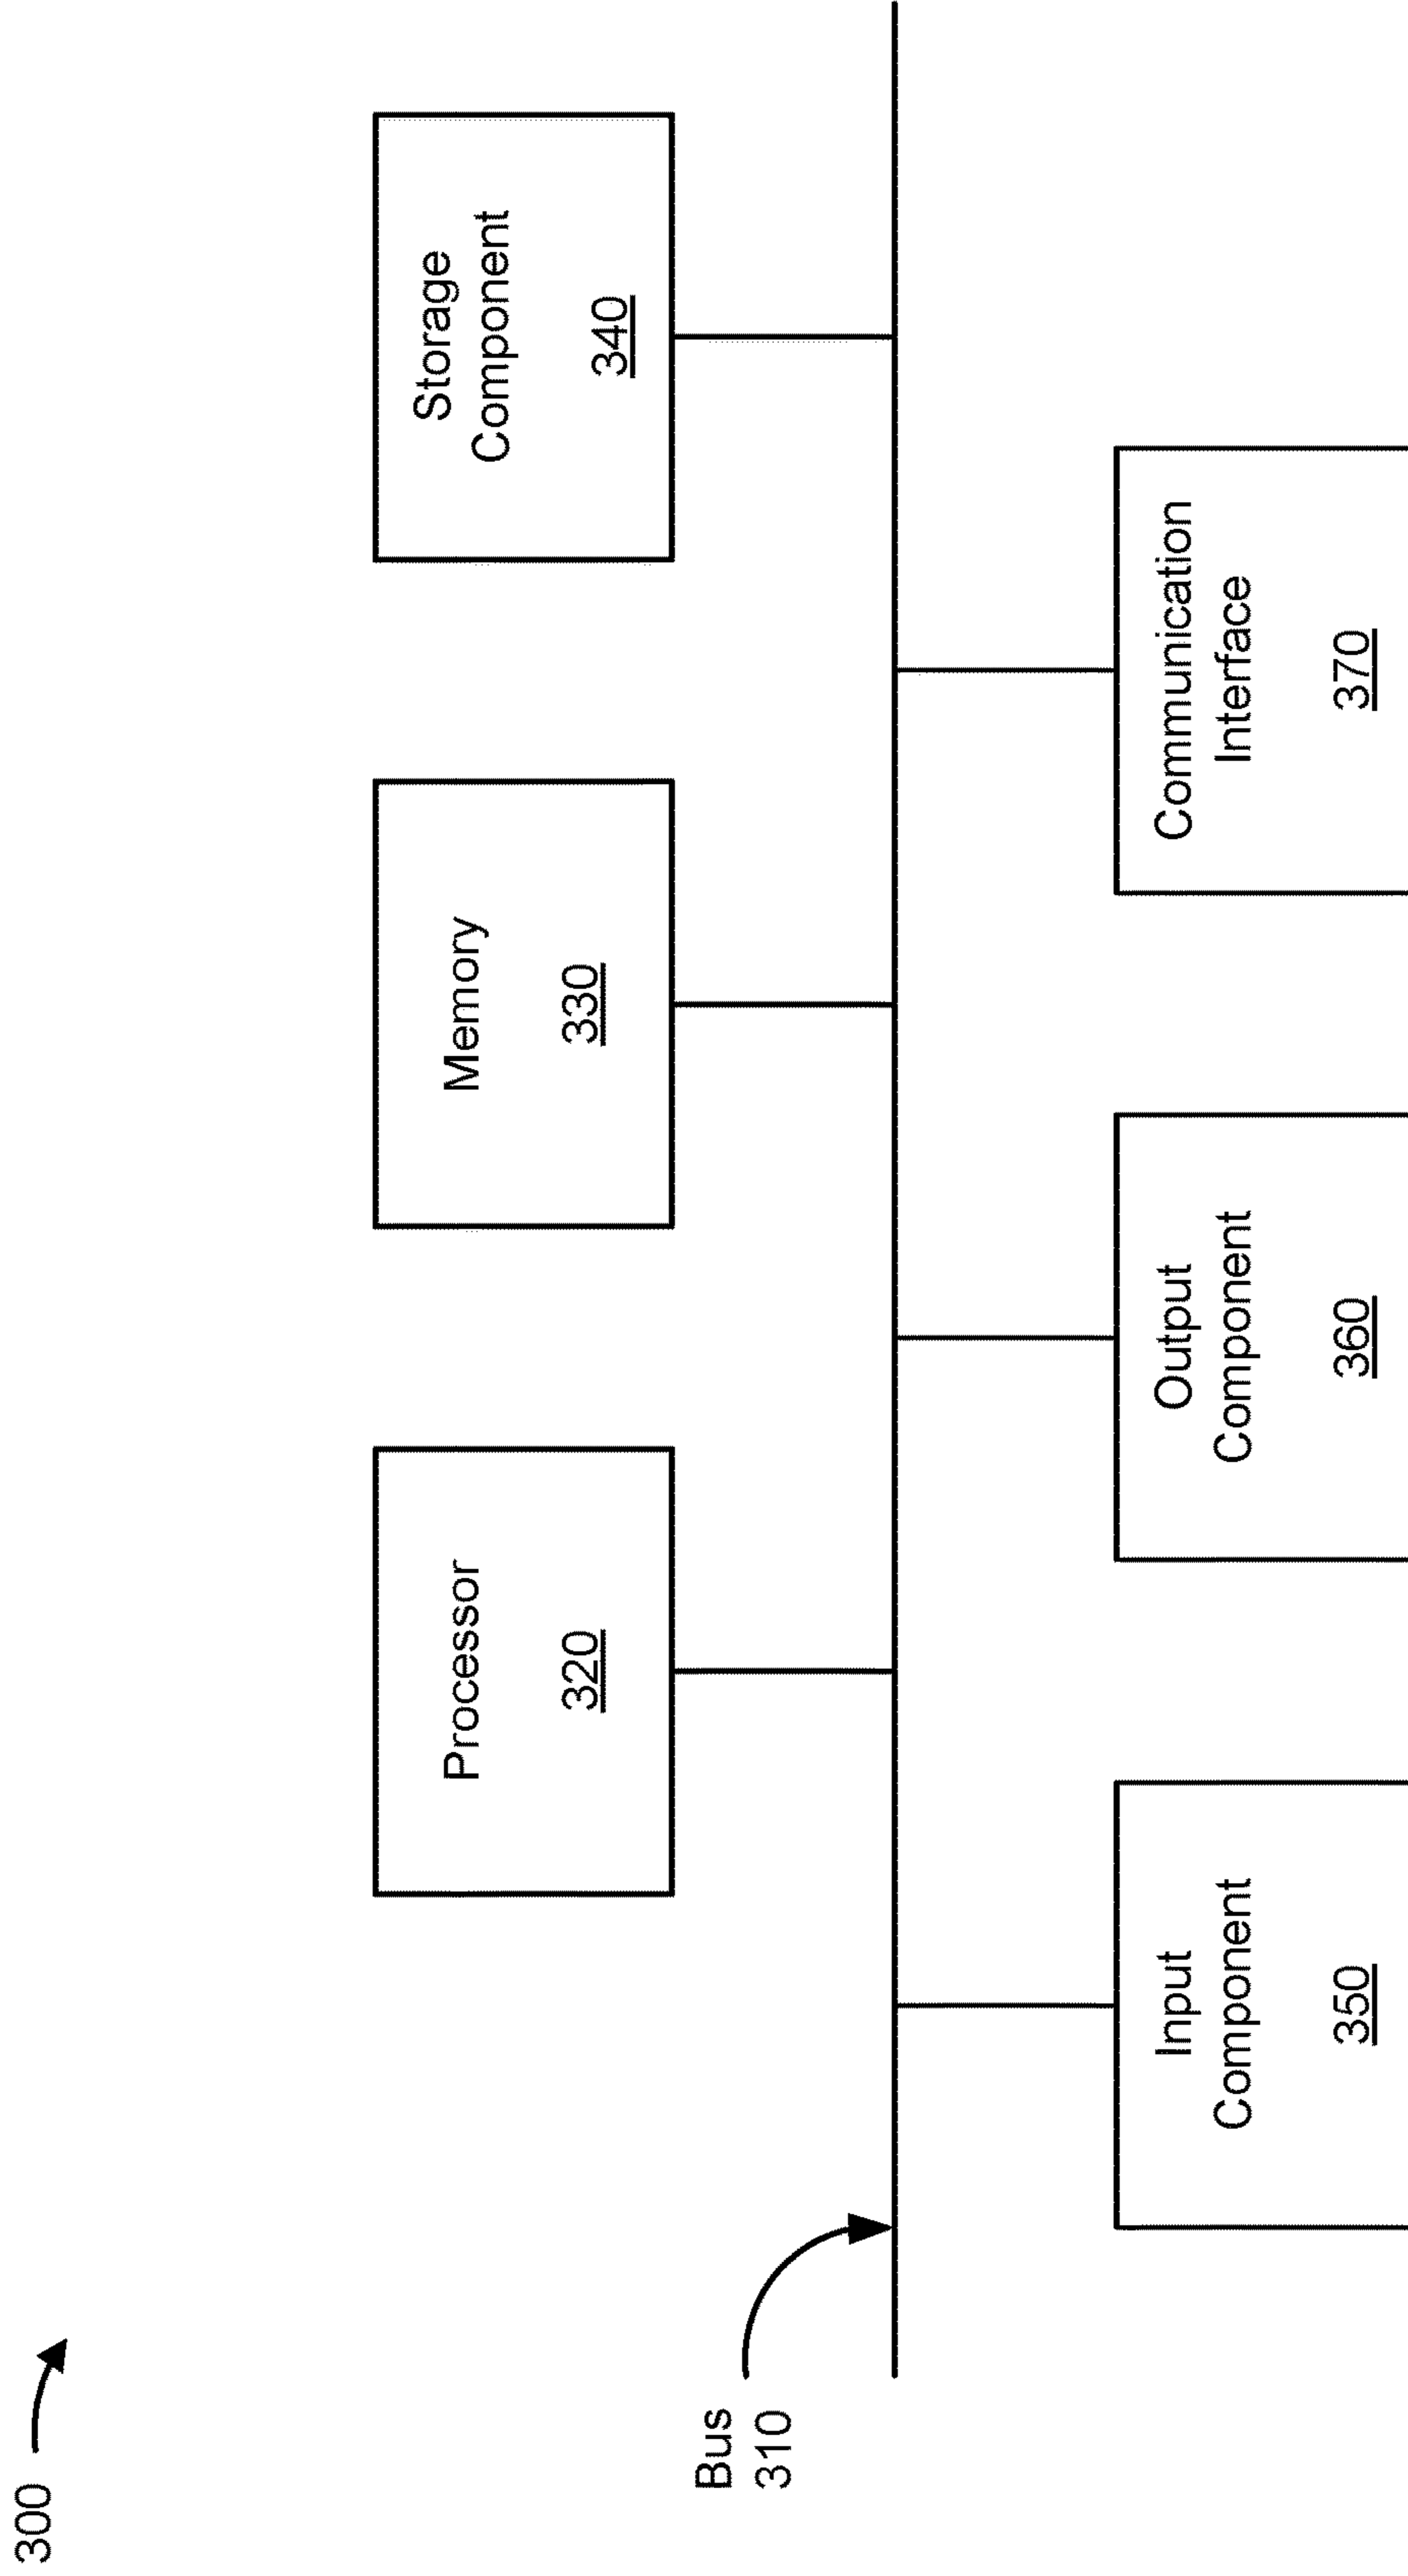 300
Processor
320
Memory
330
Storage
Component
340
Bus
310
Input
Component
350
Output
Component
360
Communication
Interface
370